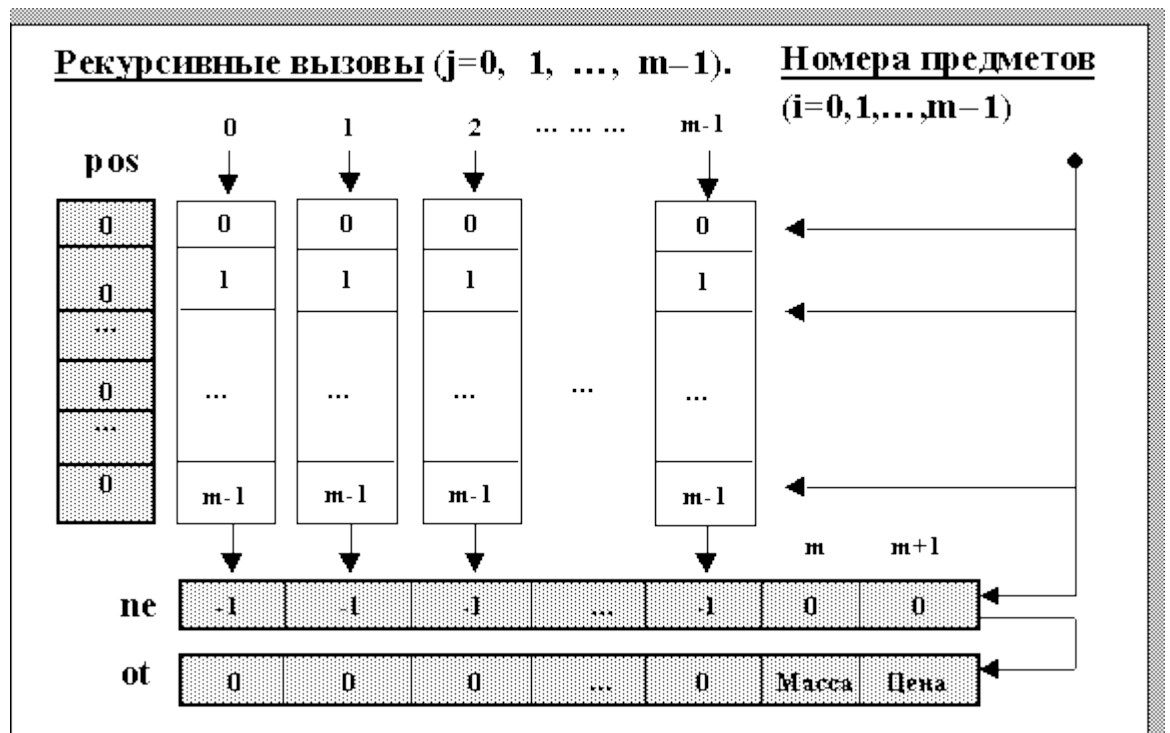 Рекурсивные вызовы (j=0, 1, ..., m–1). Номера предметов
(i=0,1,...,m–1)
0 1 2 ... ... ... m-1
pos
0 0 0 0 0
0 1 1 1 1
...
0 ... ... ... ... ...
...
0 m-1 m-1 m-1 m-1
m m+1
ne -1 -1 -1 ... -1 0 0
ot 0 0 0 ... 0 Масса Цена